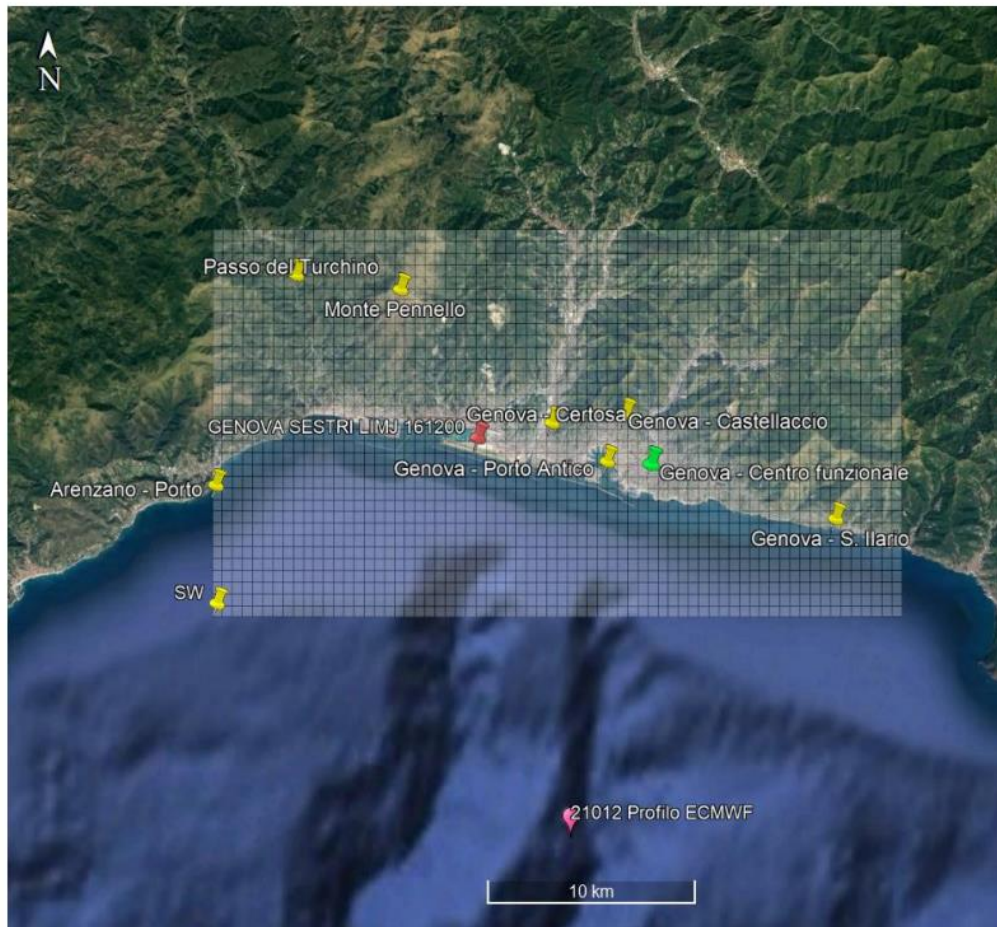 N
Passo del Turchino
Monte Pennello
Genova - Certosa
GENOVA SESTRI LIMJ 161200
Genova - Castellaccio
Genova - Porto Antico
Genova - Centro funzionale
Arenzano - Porto
Genova - S. Ilario
SW
21012 Profilo ECMWF
10 km